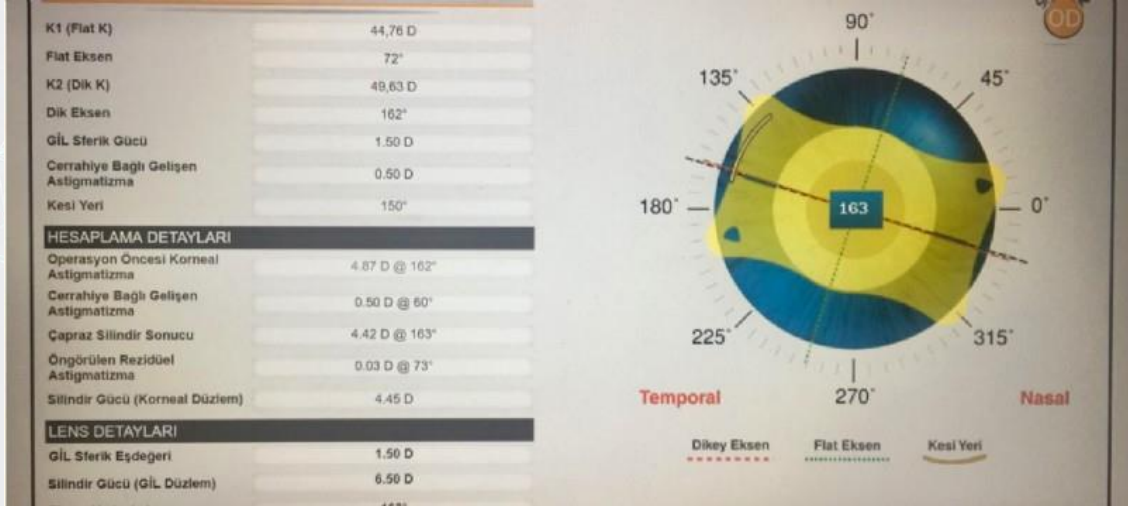 K1 (Flat K) 44,76 D
Flat Eksen 72°
K2 (Dik K) 49,63 D
Dik Eksen 162°
GİL Sferik Gücü 1.50 D
Cerrahiye Bağlı Gelişen
Astigmatizma 0.50 D
Kesi Yeri 150°
HESAPLAMA DETAYLARI
Operasyon Öncesi Korneal
Astigmatizma 4.87 D @ 162°
Cerrahiye Bağlı Gelişen
Astigmatizma 0.50 D @ 60°
Çapraz Silindir Sonucu 4.42 D @ 163°
Öngörülen Rezidüel
Astigmatizma 0.03 D @ 73°
Silindir Gücü (Korneal Düzlem) 4.45 D
LENS DETAYLARI
GİL Sferik Eşdeğeri 1.50 D
Silindir Gücü (GİL Düzlem) 6.50 D
OD
90°
135° 45°
180° 163 0°
225° 315°
270°
Temporal Nasal
Dikey Eksen Flat Eksen Kesi Yeri